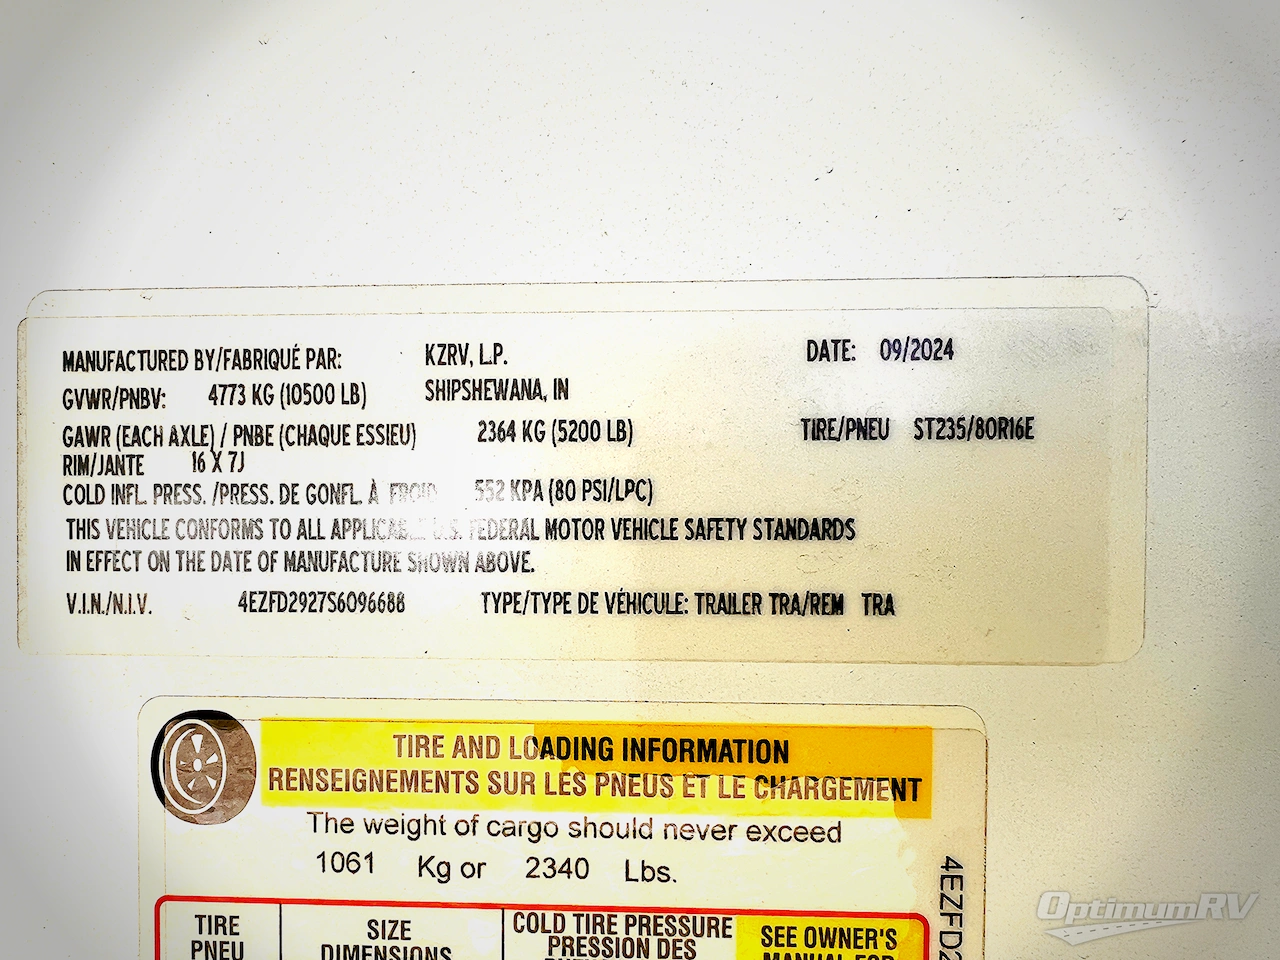 MANUFACTURED BY/FABRIQUÉ PAR: KZRV, L.P. DATE: 09/2024
GVWR/PNBV: 4773 KG (10500 LB) SHIPSHEWANA, IN
GAWR (EACH AXLE) / PNBE (CHAQUE ESSIEU) 2364 KG (5200 LB) TIRE/PNEU ST235/80R16E
RIM/JANTE 16 X 7J
COLD INFL. PRESS. /PRESS. DE GONFL. À FROID 552 KPA (80 PSI/LPC)
THIS VEHICLE CONFORMS TO ALL APPLICABLE U.S. FEDERAL MOTOR VEHICLE SAFETY STANDARDS
IN EFFECT ON THE DATE OF MANUFACTURE SHOWN ABOVE.
V.I.N./N.I.V. 4EZFD2927S6096688 TYPE/TYPE DE VÉHICULE: TRAILER TRA/REM TRA
TIRE AND LOADING INFORMATION
RENSEIGNEMENTS SUR LES PNEUS ET LE CHARGEMENT
The weight of cargo should never exceed
1061 Kg or 2340 Lbs.
TIRE
PNEU
SIZE
DIMENSIONS
COLD TIRE PRESSURE
PRESSION DES
SEE OWNER'S
MANUAL FOR
4EZFD2
OptimumRV